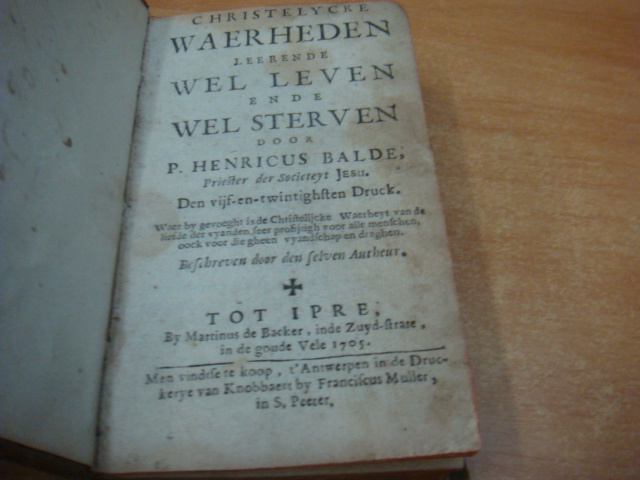 CHRISTELYCKE
WAERHEDEN
LEERENDE
WEL LEVEN
ENDE
WEL STERVEN
DOOR
P. HENRICUS BALDE,
Priester der Societeyt JESU.
Den vijf-en-twintighsten Druck.
Waer by gevoeght is de Christelijcke Waerheyt van de
liefde der vyanden seer profijtigh voor alle menschen,
oock voor die gheen vyandschap en draghen.
Beschreven door den selven Autheur.
✠
TOT IPRE,
By Martinus de Backer, inde Zuyd-strate,
in de goude Vele 1705.
Men vindtse te koop, t'Antwerpen in de Druc-
kerye van Knobbaert by Franciscus Muller,
in S. Peeter.